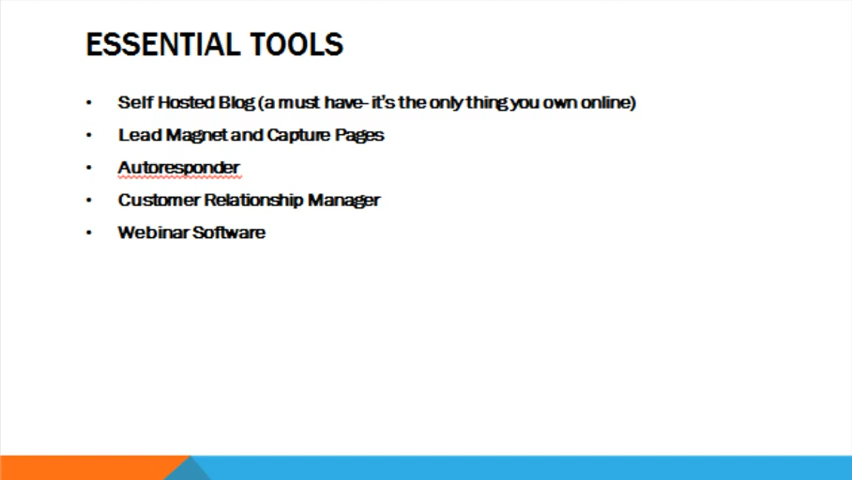 ESSENTIAL TOOLS
• Self Hosted Blog (a must have- it's the only thing you own online)
• Lead Magnet and Capture Pages
• Autoresponder
• Customer Relationship Manager
• Webinar Software